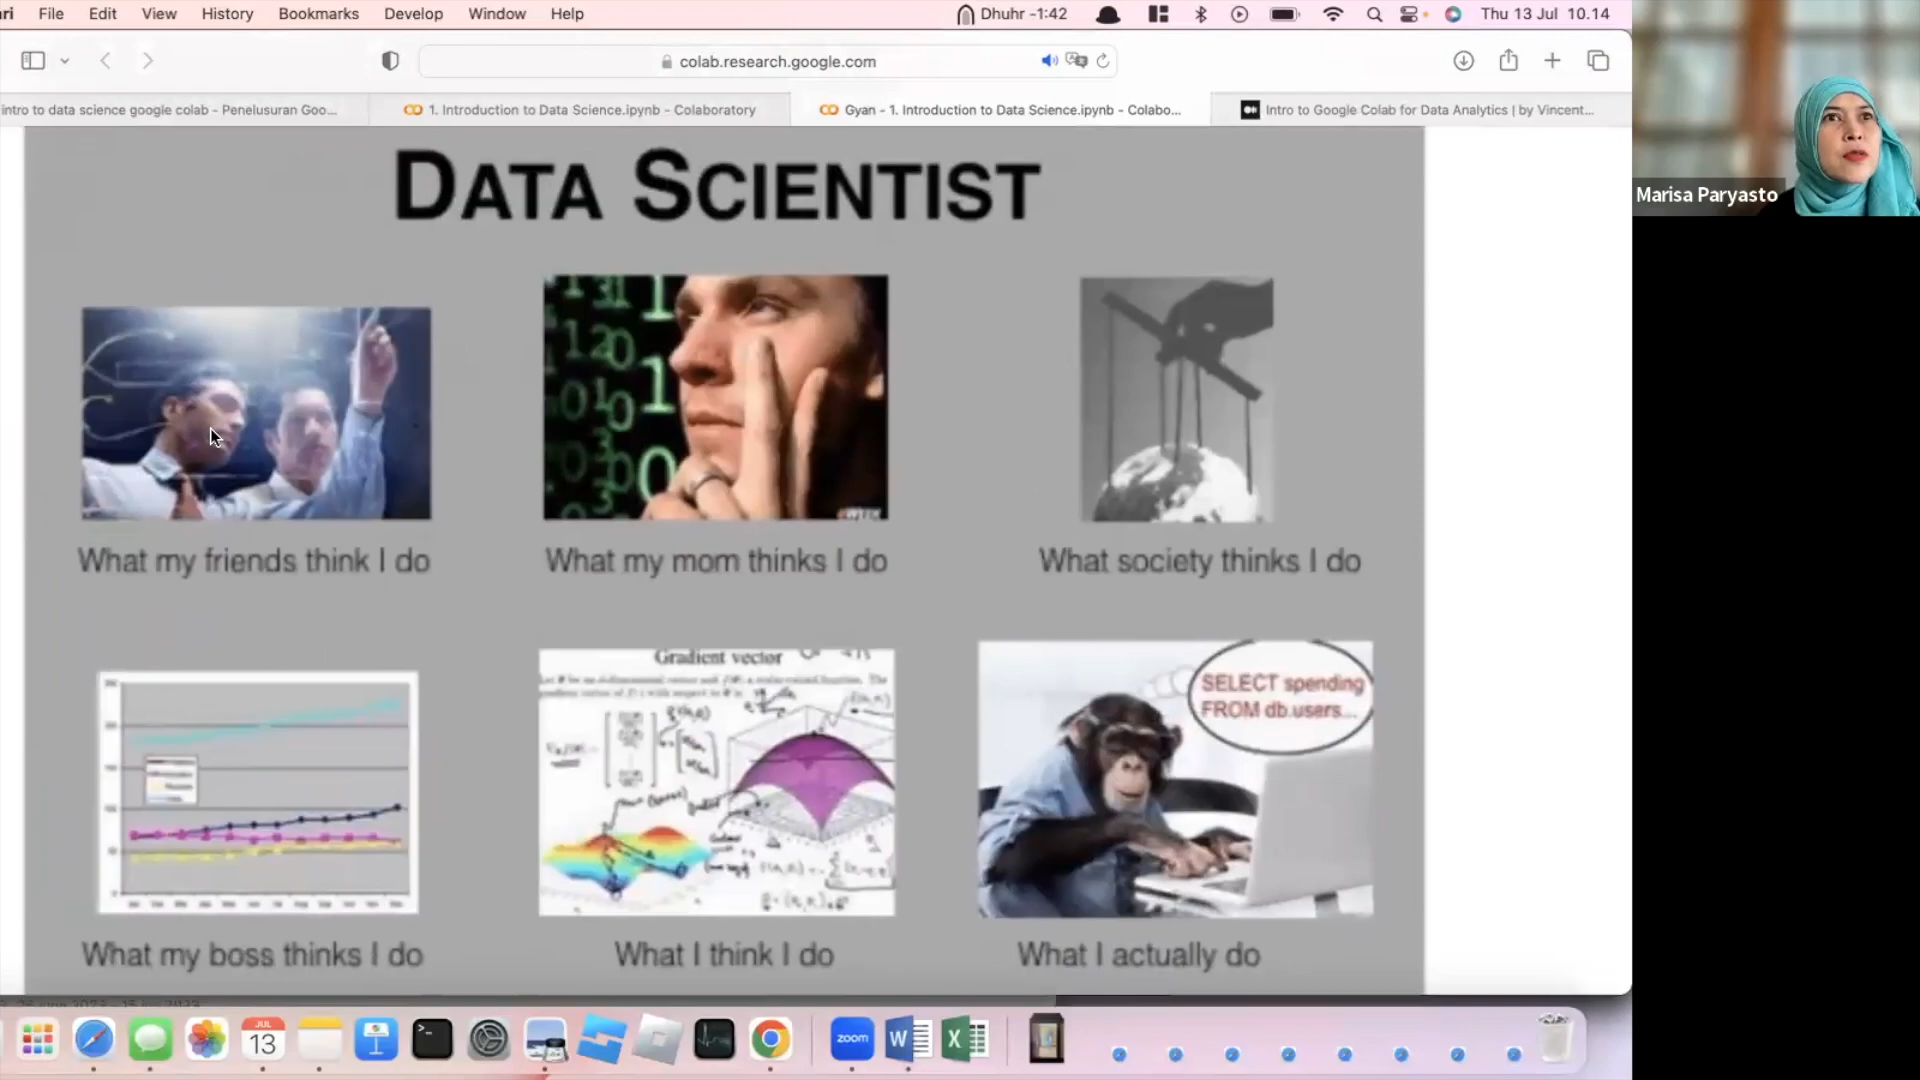 File Edit View History Bookmarks Develop Window Help
Dhuhr -1:42
Thu 13 Jul 10.14
colab.research.google.com
intro to data science google colab - Penelusuran Goo...
1. Introduction to Data Science.ipynb - Colaboratory
Gyan - 1. Introduction to Data Science.ipynb - Colabo...
Intro to Google Colab for Data Analytics | by Vincent...
Marisa Paryasto
DATA SCIENTIST
What my friends think I do
What my mom thinks I do
What society thinks I do
Gradient vector
SELECT spending
FROM db.users...
What my boss thinks I do
What I think I do
What I actually do
JUL
13
zoom
W
X